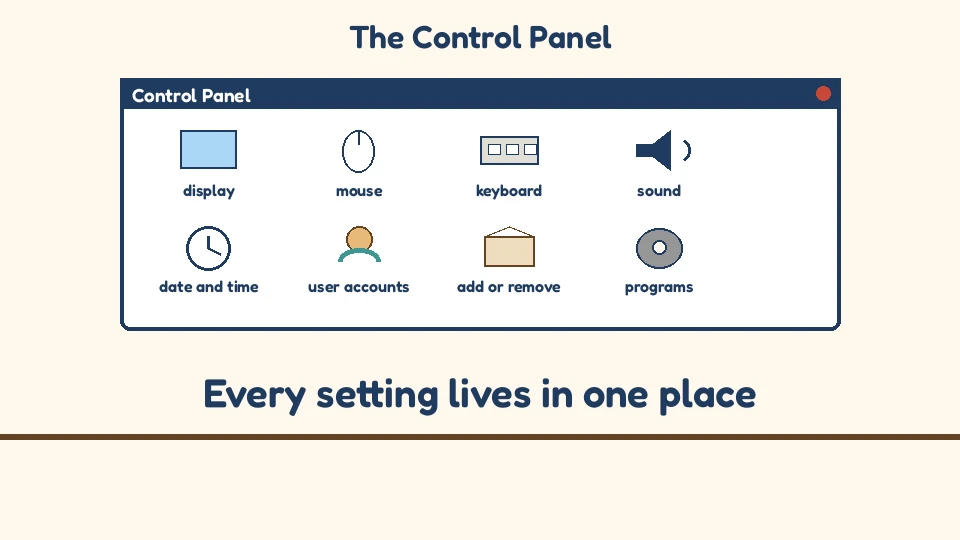 The Control Panel
Control Panel
display mouse keyboard sound
date and time user accounts add or remove programs
Every setting lives in one place